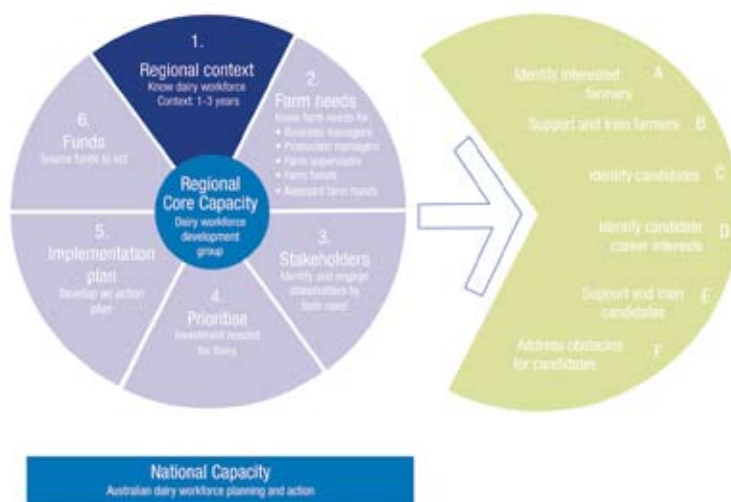 1.
Regional context
Know dairy workforce
Context: 1-3 years
2.
Farm needs
Know farm needs for
• Business managers
• Production managers
• Farm supervisors
• Farm hands
• Assistant farm hands
3.
Stakeholders
Identify and engage
stakeholders by
farm need
4.
Prioritise
Investment needed
for
5.
Implementation
plan
Develop an action
plan
6.
Funds
Source funds to act
Regional
Core Capacity
Dairy workforce
development
group
Identify interested
farmers
A
Support and train farmers
B
Identify candidates
C
Identify candidate
career interests
D
Support and train
candidates
E
Address obstacles
for candidates
F
National Capacity
Australian dairy workforce planning and action